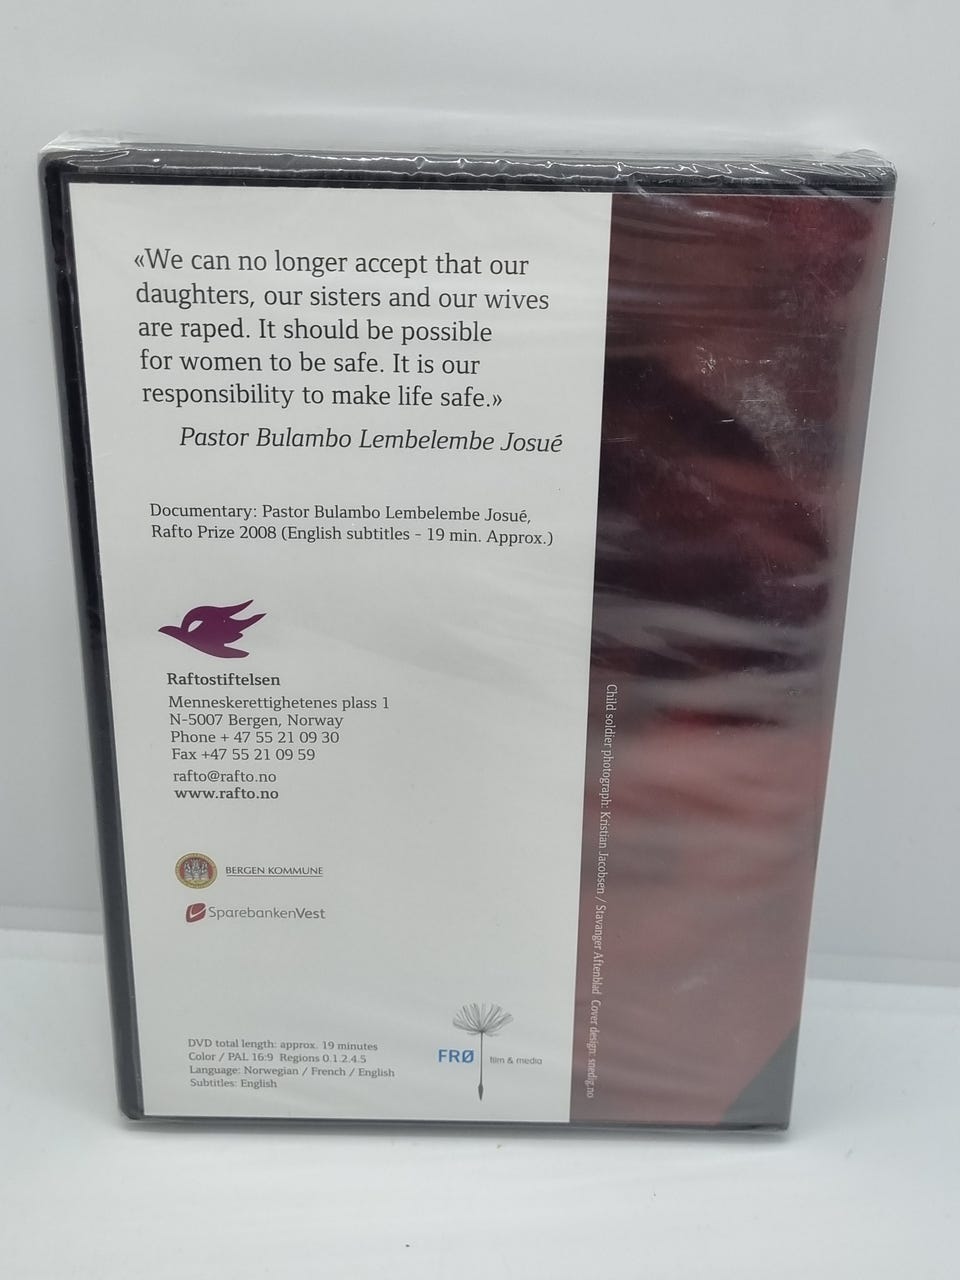 «We can no longer accept that our
daughters, our sisters and our wives
are raped. It should be possible
for women to be safe. It is our
responsibility to make life safe.»
Pastor Bulambo Lembelembe Josué
Documentary: Pastor Bulambo Lembelembe Josué,
Rafto Prize 2008 (English subtitles - 19 min. Approx.)
Raftostiftelsen
Menneskerettighetenes plass 1
N-5007 Bergen, Norway
Phone + 47 55 21 09 30
Fax +47 55 21 09 59
rafto@rafto.no
www.rafto.no
BERGEN KOMMUNE
SparebankenVest
DVD total length: approx. 19 minutes
Color / PAL 16:9 Regions 0.1.2.4.5
Language: Norwegian / French / English
Subtitles: English
FRØ film & media
Child soldier photograph: Kristian Jacobsen / Stavanger Aftenblad Cover design: snedig.no